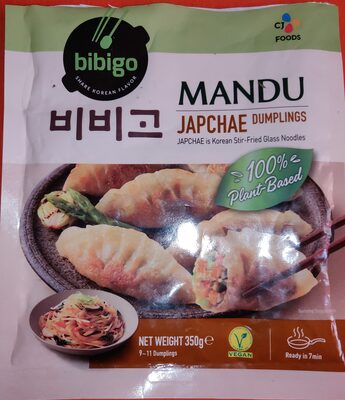 bibigo
SHARE KOREAN FLAVOR
비비고
CJ
FOODS
MANDU
JAPCHAE DUMPLINGS
JAPCHAE is Korean Stir-Fried Glass Noodles
100%
Plant-Based
NET WEIGHT 350g℮
9-11 Dumplings
VEGAN
Ready in 7min